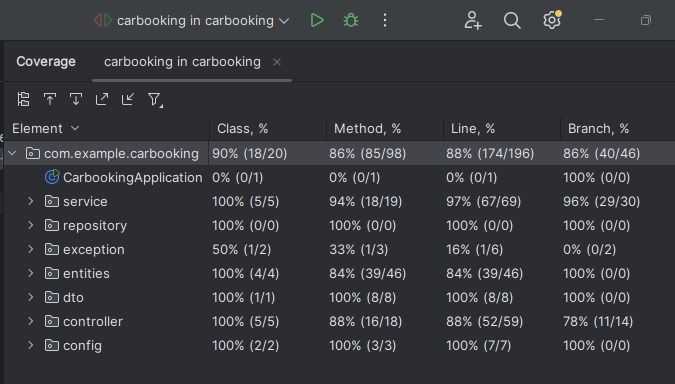 carbooking in carbooking
Coverage carbooking in carbooking
Element Class, % Method, % Line, % Branch, %
com.example.carbooking 90% (18/20) 86% (85/98) 88% (174/196) 86% (40/46)
CarbookingApplication 0% (0/1) 0% (0/1) 0% (0/1) 100% (0/0)
service 100% (5/5) 94% (18/19) 97% (67/69) 96% (29/30)
repository 100% (0/0) 100% (0/0) 100% (0/0) 100% (0/0)
exception 50% (1/2) 33% (1/3) 16% (1/6) 0% (0/2)
entities 100% (4/4) 84% (39/46) 84% (39/46) 100% (0/0)
dto 100% (1/1) 100% (8/8) 100% (8/8) 100% (0/0)
controller 100% (5/5) 88% (16/18) 88% (52/59) 78% (11/14)
config 100% (2/2) 100% (3/3) 100% (7/7) 100% (0/0)